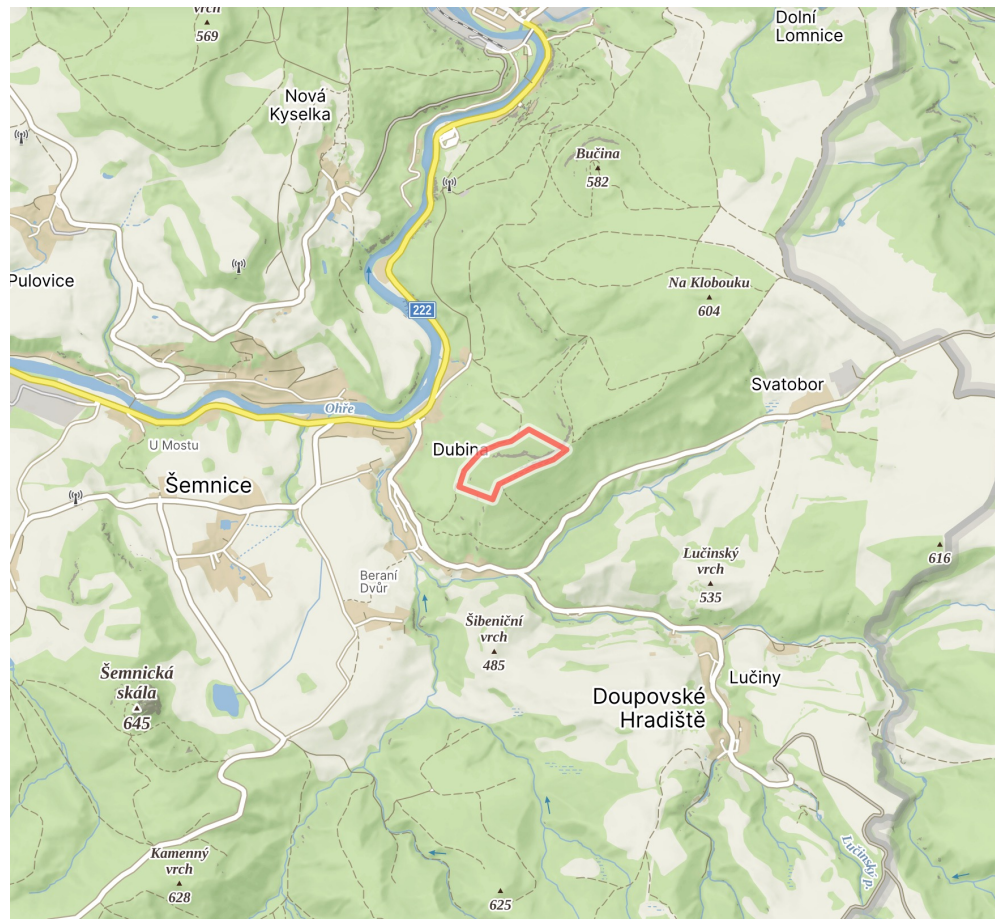 vrch
569
Dolní
Lomnice
Nová
Kyselka
Bučina
582
Pulovice
Na Klobouku
604
222
Svatobor
Ohře
U Mostu
Dubina
Šemnice
Lučinský
vrch
535
616
Beraní
Dvůr
Šibeniční
vrch
485
Šemnická
skála
645
Lučiny
Doupovské
Hradiště
Lučinský p.
Kamenný
vrch
628
625